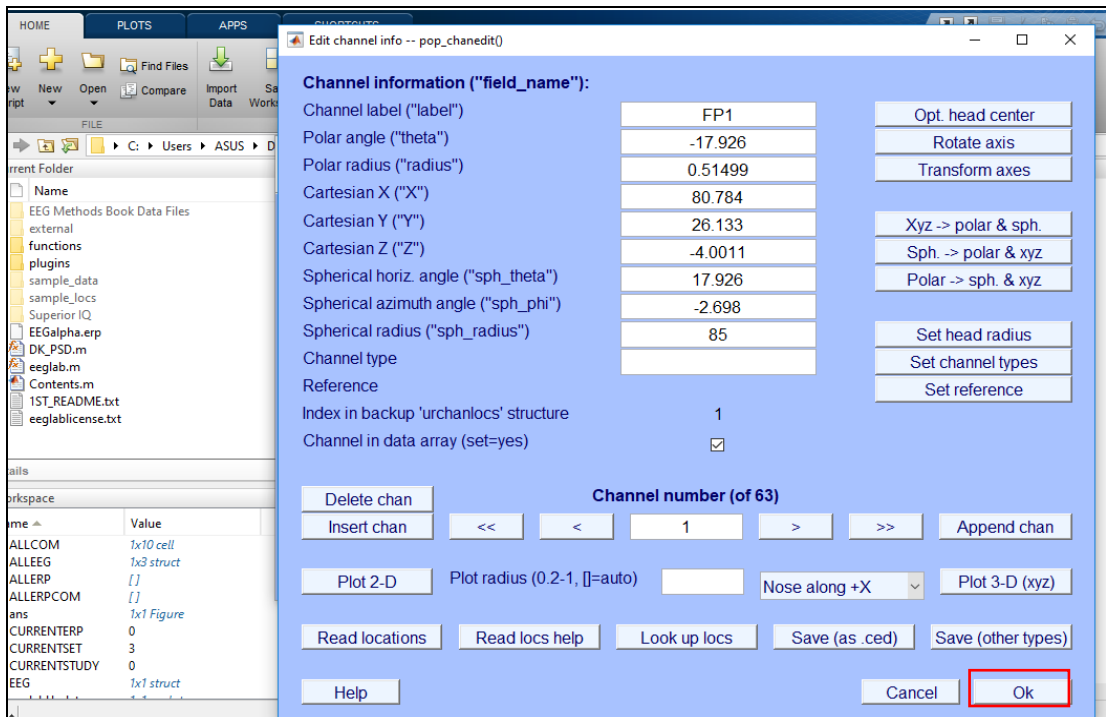 HOME PLOTS APPS SHORTCUTS
New Open Find Files Import
Compare Data
FILE
C: Users ASUS D
Name
EEG Methods Book Data Files
external
functions
plugins
sample_data
sample_locs
Superior IQ
EEGalpha.erp
DK_PSD.m
eeglab.m
Contents.m
1ST_README.txt
eeglablicense.txt
Value
ALLCOM 1x10 cell
ALLEEG 1x3 struct
ALLERP [ ]
ALLERPCOM [ ]
ans 1x1 Figure
CURRENTERP 0
CURRENTSET 3
CURRENTSTUDY 0
EEG 1x1 struct
Edit channel info -- pop_chanedit()
Channel information ("field_name"):
Channel label ("label") FP1 Opt. head center
Polar angle ("theta") -17.926 Rotate axis
Polar radius ("radius") 0.51499 Transform axes
Cartesian X ("X") 80.784
Cartesian Y ("Y") 26.133 Xyz -> polar & sph.
Cartesian Z ("Z") -4.0011 Sph. -> polar & xyz
Spherical horiz. angle ("sph_theta") 17.926 Polar -> sph. & xyz
Spherical azimuth angle ("sph_phi") -2.698
Spherical radius ("sph_radius") 85 Set head radius
Channel type Set channel types
Reference Set reference
Index in backup 'urchanlocs' structure 1
Channel in data array (set=yes)
Delete chan Channel number (of 63)
Insert chan << < 1 > >> Append chan
Plot 2-D Plot radius (0.2-1, []=auto) Nose along +X Plot 3-D (xyz)
Read locations Read locs help Look up locs Save (as .ced) Save (other types)
Help Cancel Ok